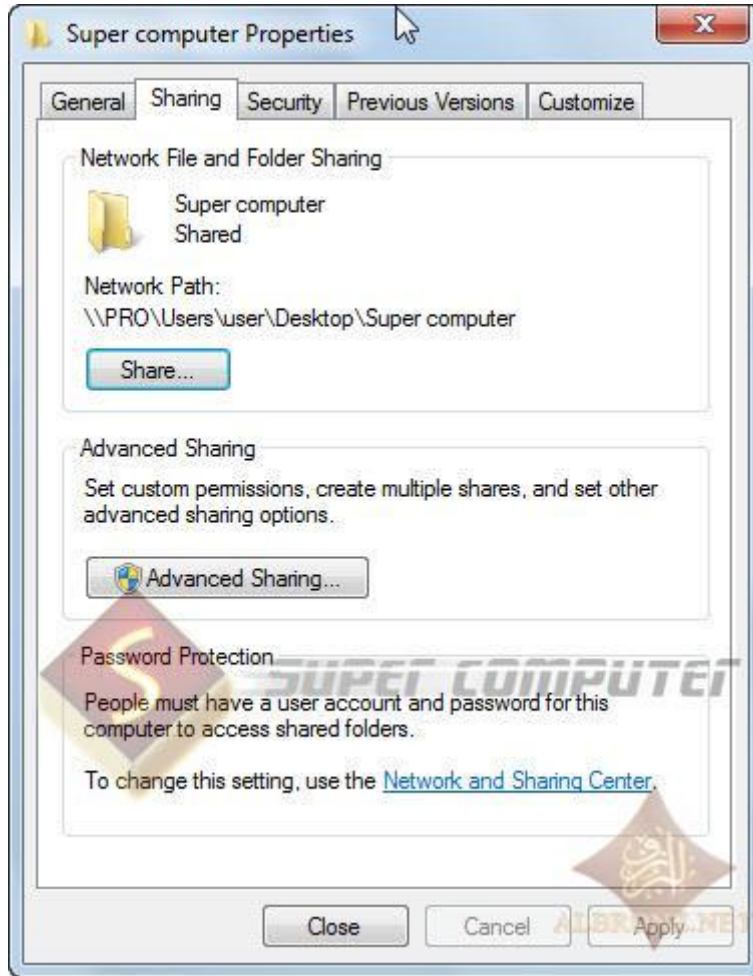 Super computer Properties
General Sharing Security Previous Versions Customize
Network File and Folder Sharing
Super computer
Shared
Network Path:
\\PRO\Users\user\Desktop\Super computer
Share...
Advanced Sharing
Set custom permissions, create multiple shares, and set other
advanced sharing options.
Advanced Sharing...
Password Protection
SUPER COMPUTER
People must have a user account and password for this
computer to access shared folders.
To change this setting, use the Network and Sharing Center.
Close Cancel Apply